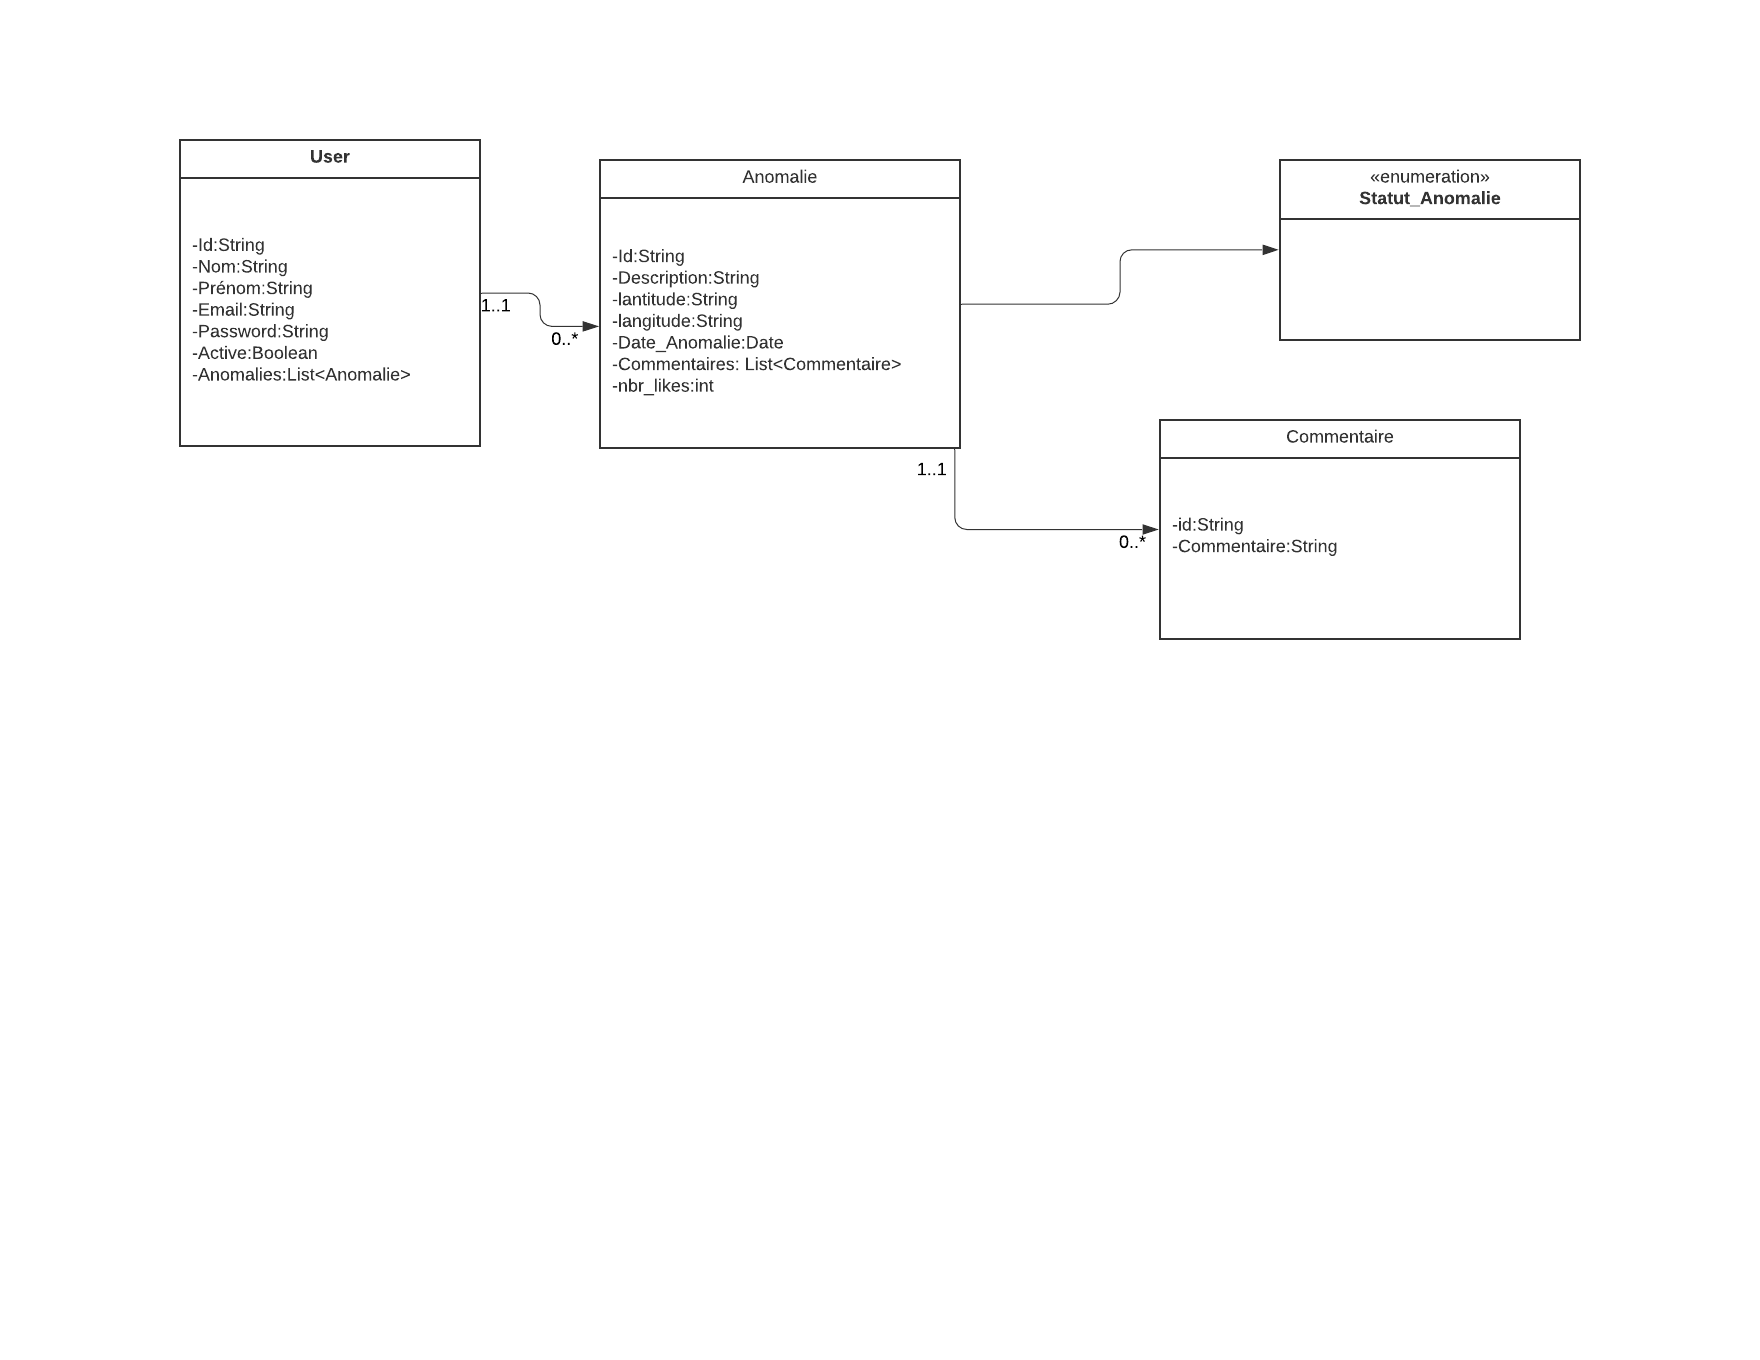 User
-Id:String
-Nom:String
-Prénom:String
-Email:String
-Password:String
-Active:Boolean
-Anomalies:List<Anomalie>
1..1
0..*
Anomalie
-Id:String
-Description:String
-lantitude:String
-langitude:String
-Date_Anomalie:Date
-Commentaires: List<Commentaire>
-nbr_likes:int
1..1
0..*
«enumeration»
Statut_Anomalie
Commentaire
-id:String
-Commentaire:String